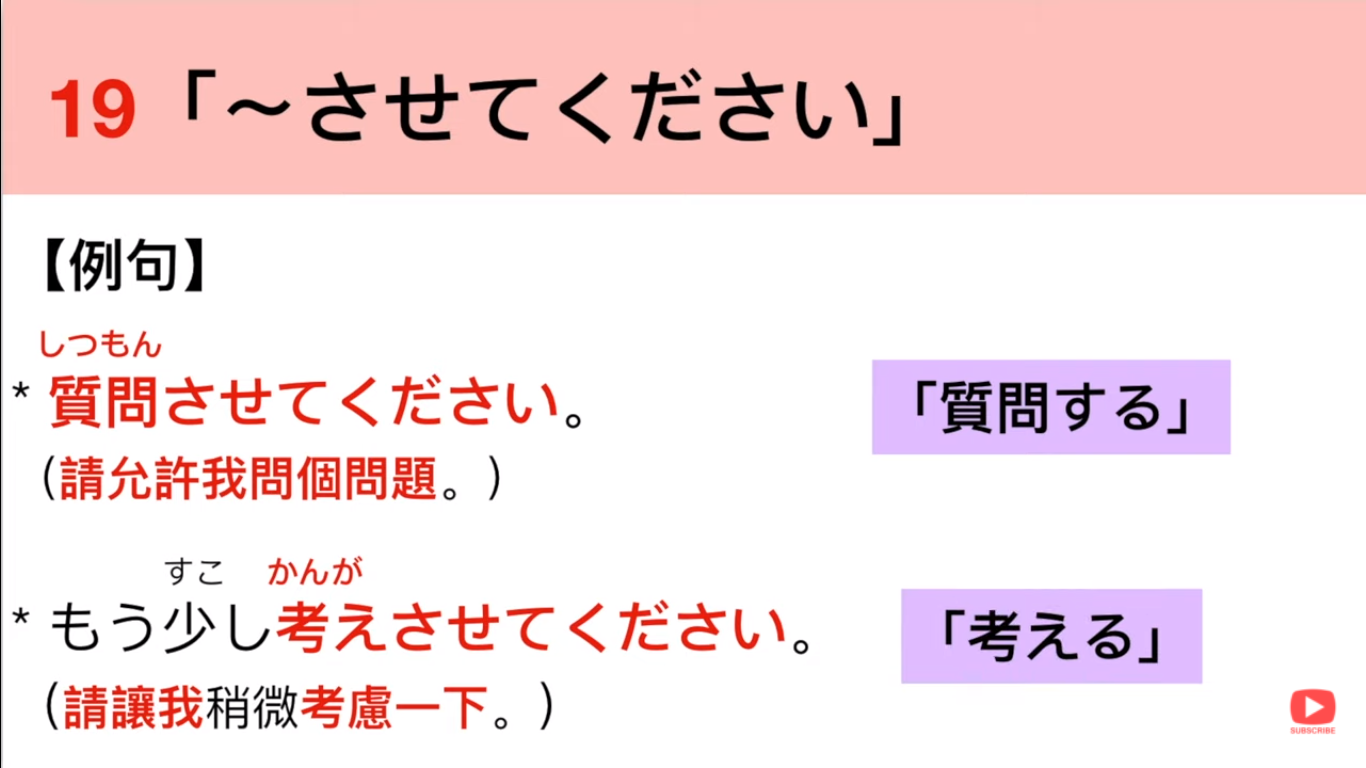 19「～させてください」
【例句】
しつもん
* 質問させてください。
「質問する」
（請允許我問個問題。）
すこ かんが
* もう少し考えさせてください。
「考える」
（請讓我稍微考慮一下。）
SUBSCRIBE